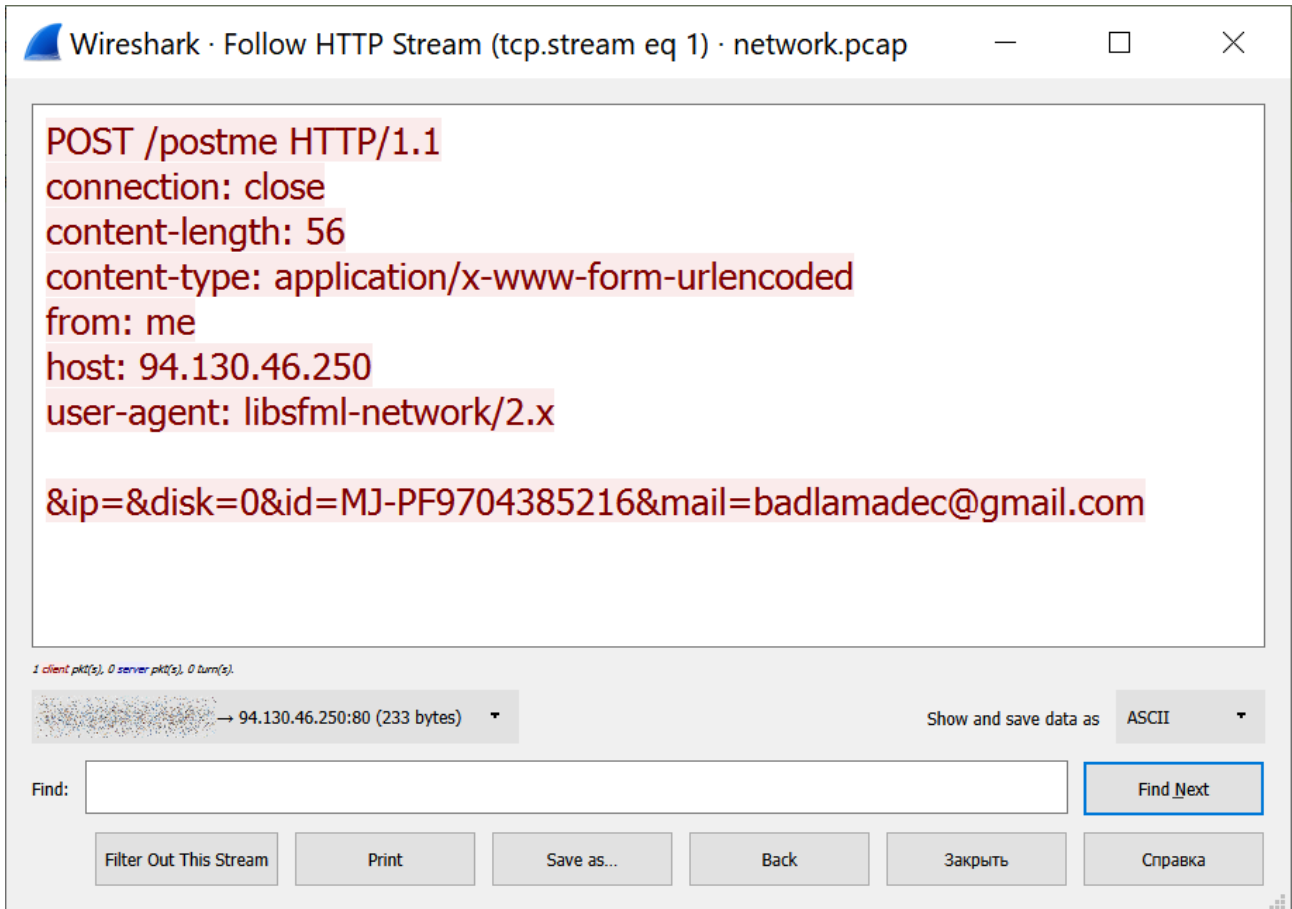 Wireshark · Follow HTTP Stream (tcp.stream eq 1) · network.pcap
POST /postme HTTP/1.1
connection: close
content-length: 56
content-type: application/x-www-form-urlencoded
from: me
host: 94.130.46.250
user-agent: libsfml-network/2.x
&ip=&disk=0&id=MJ-PF9704385216&mail=badlamadec@gmail.com
1 client pkt(s), 0 server pkt(s), 0 turn(s).
→ 94.130.46.250:80 (233 bytes) Show and save data as ASCII
Find: Find Next
Filter Out This Stream Print Save as... Back Закрыть Справка